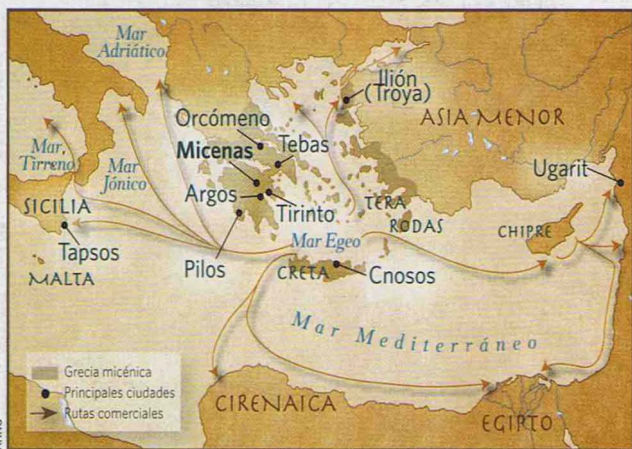 Mar
Adriático
Ilión
(Troya)
ASIA MENOR
Orcómeno
Micenas
Tebas
Mar
Tirreno
Mar
Jónico
Ugarit
Argos
Tirinto
SICILIA
TERA
RODAS
CHIPRE
Tapsos
Pilos
Mar Egeo
MALTA
CRETA
Cnosos
Mar Mediterráneo
Grecia micénica
Principales ciudades
Rutas comerciales
CIRENAICA
EGIPTO